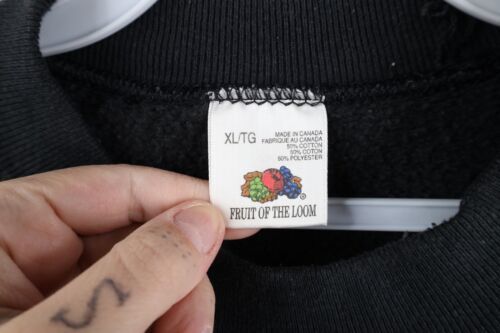 XL/TG
MADE IN CANADA
FABRIQUE AU CANADA
50% COTTON
50% COTON
50% POLYESTER
®
FRUIT OF THE LOOM
S